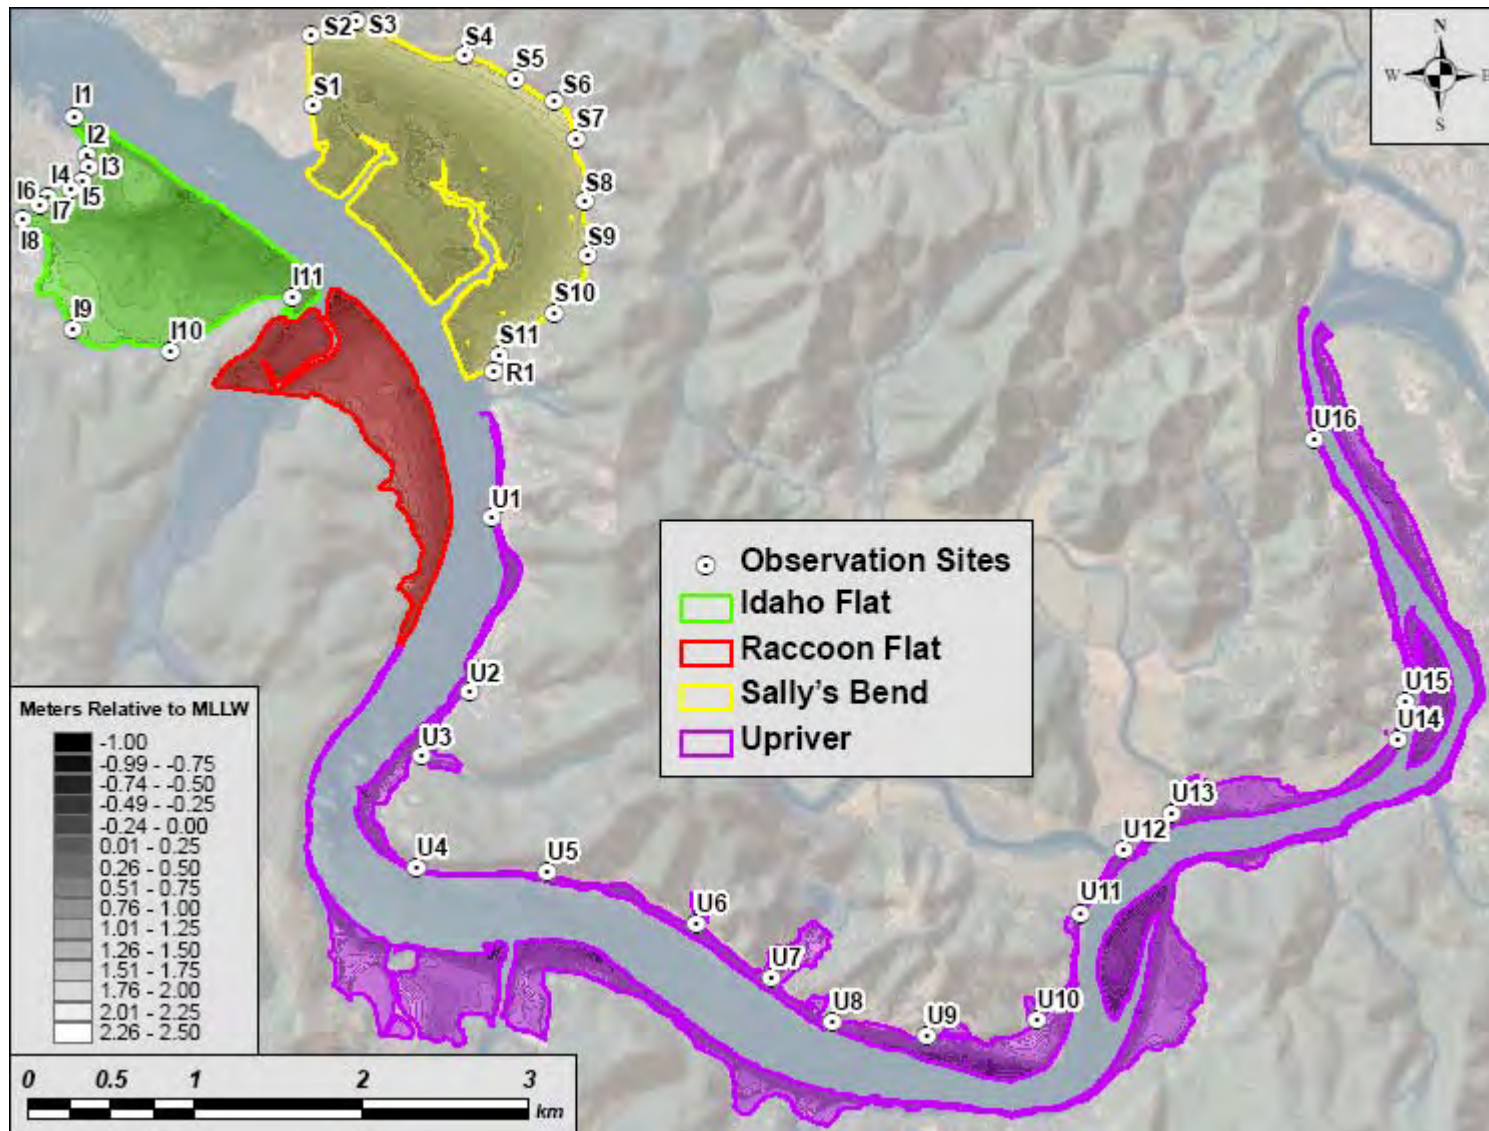 N
W
E
S
S2
S3
S4
S5
S6
S1
S7
I1
I2
I3
I4
I5
I6
I7
I8
S8
S9
I11
S10
I9
I10
S11
R1
U16
U1
Observation Sites
Idaho Flat
Raccoon Flat
Sally's Bend
Upriver
U2
U3
U15
U14
U13
U12
U4
U5
U6
U11
U7
U8
U9
U10
Meters Relative to MLLW
-1.00
-0.99 - -0.75
-0.74 - -0.50
-0.49 - -0.25
-0.24 - 0.00
0.01 - 0.25
0.26 - 0.50
0.51 - 0.75
0.76 - 1.00
1.01 - 1.25
1.26 - 1.50
1.51 - 1.75
1.76 - 2.00
2.01 - 2.25
2.26 - 2.50
0 0.5 1 2 3
km